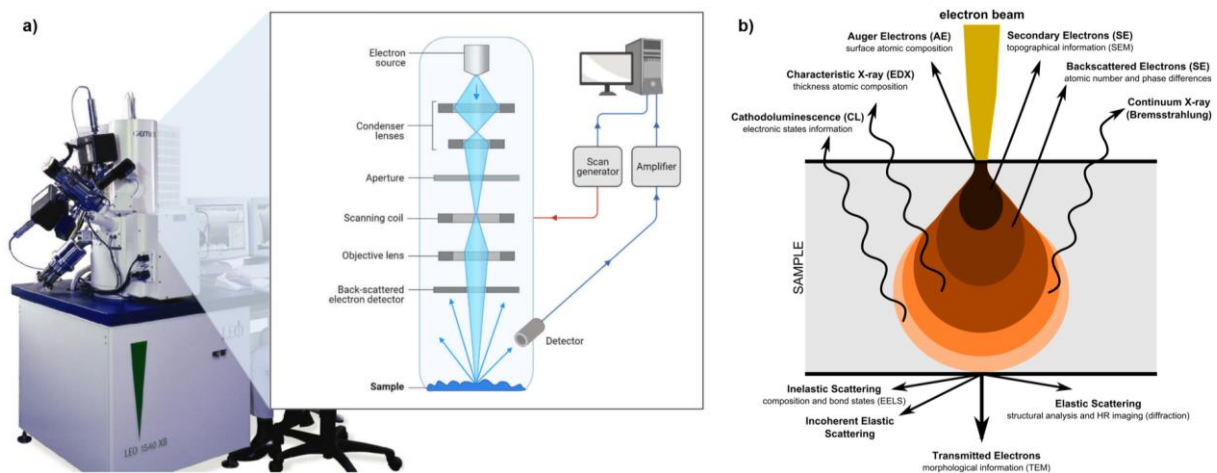 a)
Electron
source
Condenser
lenses
Aperture
Scanning coil
Objective lens
Back-scattered
electron detector
Sample
Scan
generator
Amplifier
Detector
LEO 1540 XB
b)
electron beam
Auger Electrons (AE)
surface atomic composition
Secondary Electrons (SE)
topographical information (SEM)
Characteristic X-ray (EDX)
thickness atomic composition
Backscattered Electrons (SE)
atomic number and phase differences
Cathodoluminescence (CL)
electronic states information
Continuum X-ray
(Bremsstrahlung)
SAMPLE
Inelastic Scattering
composition and bond states (EELS)
Incoherent Elastic
Scattering
Elastic Scattering
structural analysis and HR imaging (diffraction)
Transmitted Electrons
morphological information (TEM)